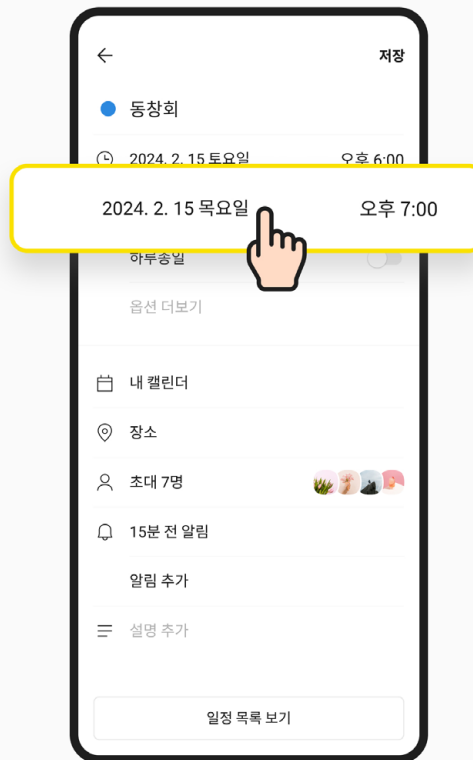 저장
동창회
2024. 2. 15 토요일 오후 6:00
2024. 2. 15 목요일 오후 7:00
하루종일
옵션 더보기
내 캘린더
장소
초대 7명
15분 전 알림
알림 추가
설명 추가
일정 목록 보기